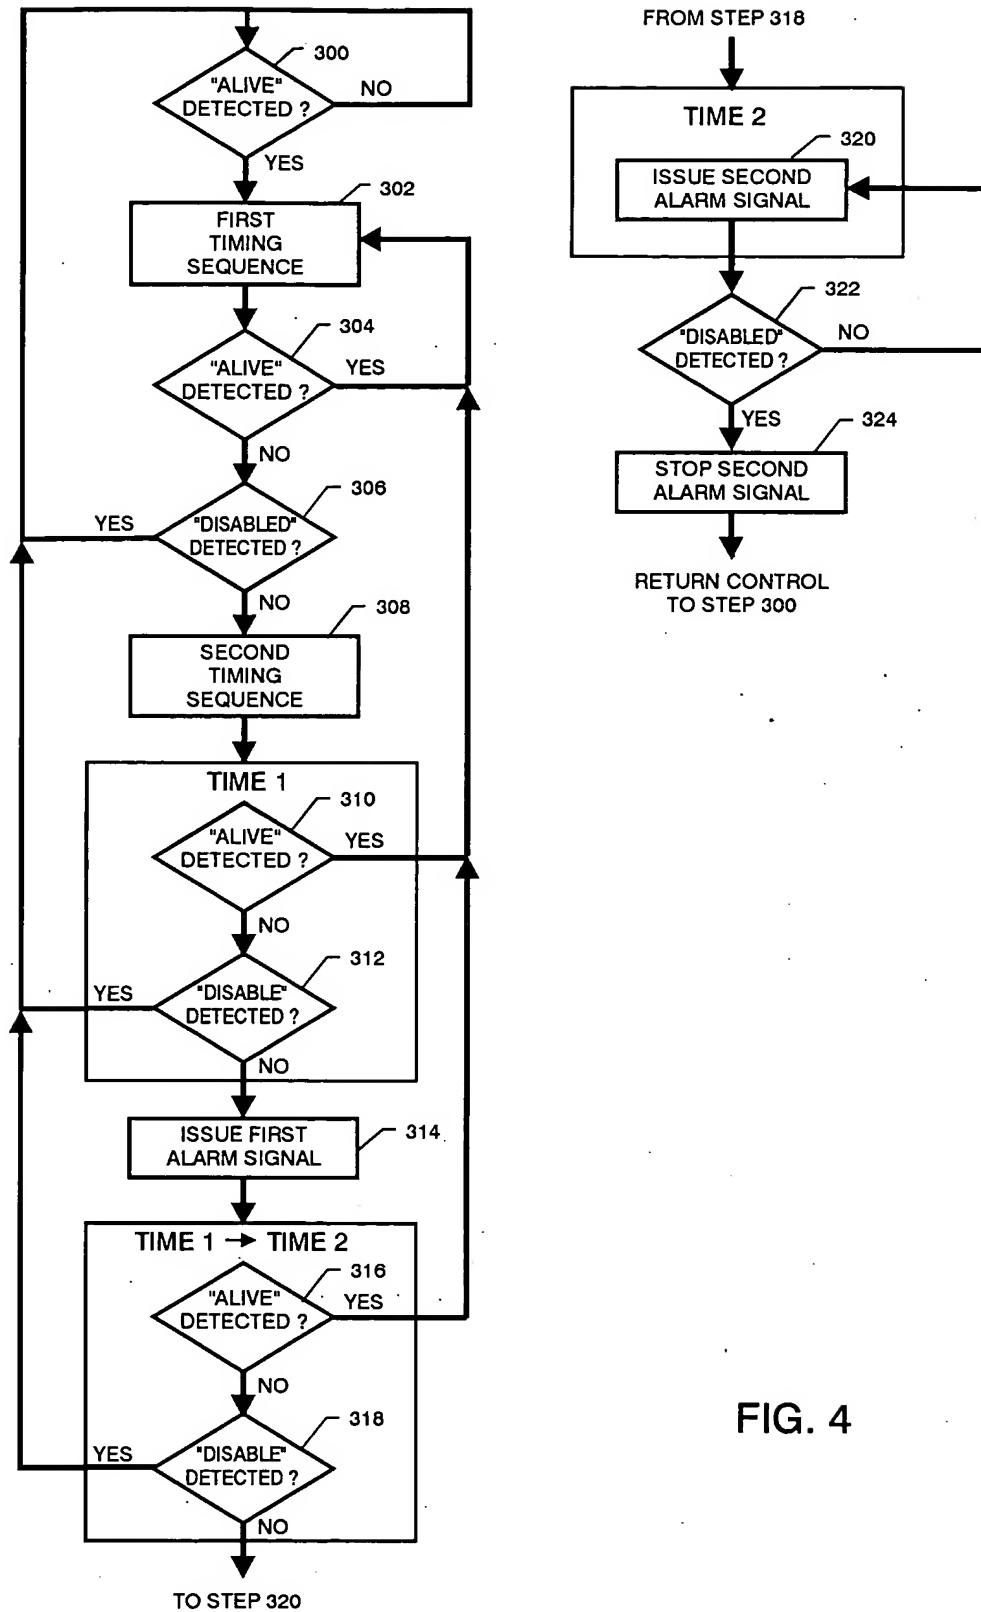 300
"ALIVE"
DETECTED ?
NO
YES
302
FIRST
TIMING
SEQUENCE
304
"ALIVE"
DETECTED ?
YES
NO
306
"DISABLED"
DETECTED ?
YES
NO
308
SECOND
TIMING
SEQUENCE
TIME 1
310
"ALIVE"
DETECTED ?
YES
NO
312
"DISABLE"
DETECTED ?
YES
NO
ISSUE FIRST
ALARM SIGNAL
314
TIME 1 → TIME 2
316
"ALIVE"
DETECTED ?
YES
NO
318
"DISABLE"
DETECTED ?
YES
NO
TO STEP 320
FROM STEP 318
TIME 2
320
ISSUE SECOND
ALARM SIGNAL
322
"DISABLED"
DETECTED ?
NO
YES
324
STOP SECOND
ALARM SIGNAL
RETURN CONTROL
TO STEP 300
FIG. 4